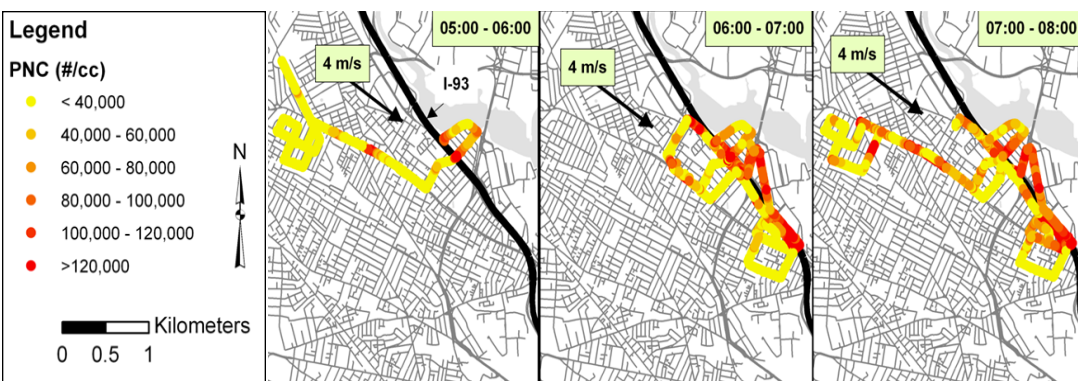 Legend
PNC (#/cc)
< 40,000
40,000 - 60,000
60,000 - 80,000
80,000 - 100,000
100,000 - 120,000
>120,000
N
Kilometers
0 0.5 1
05:00 - 06:00
4 m/s
I-93
06:00 - 07:00
4 m/s
07:00 - 08:00
4 m/s